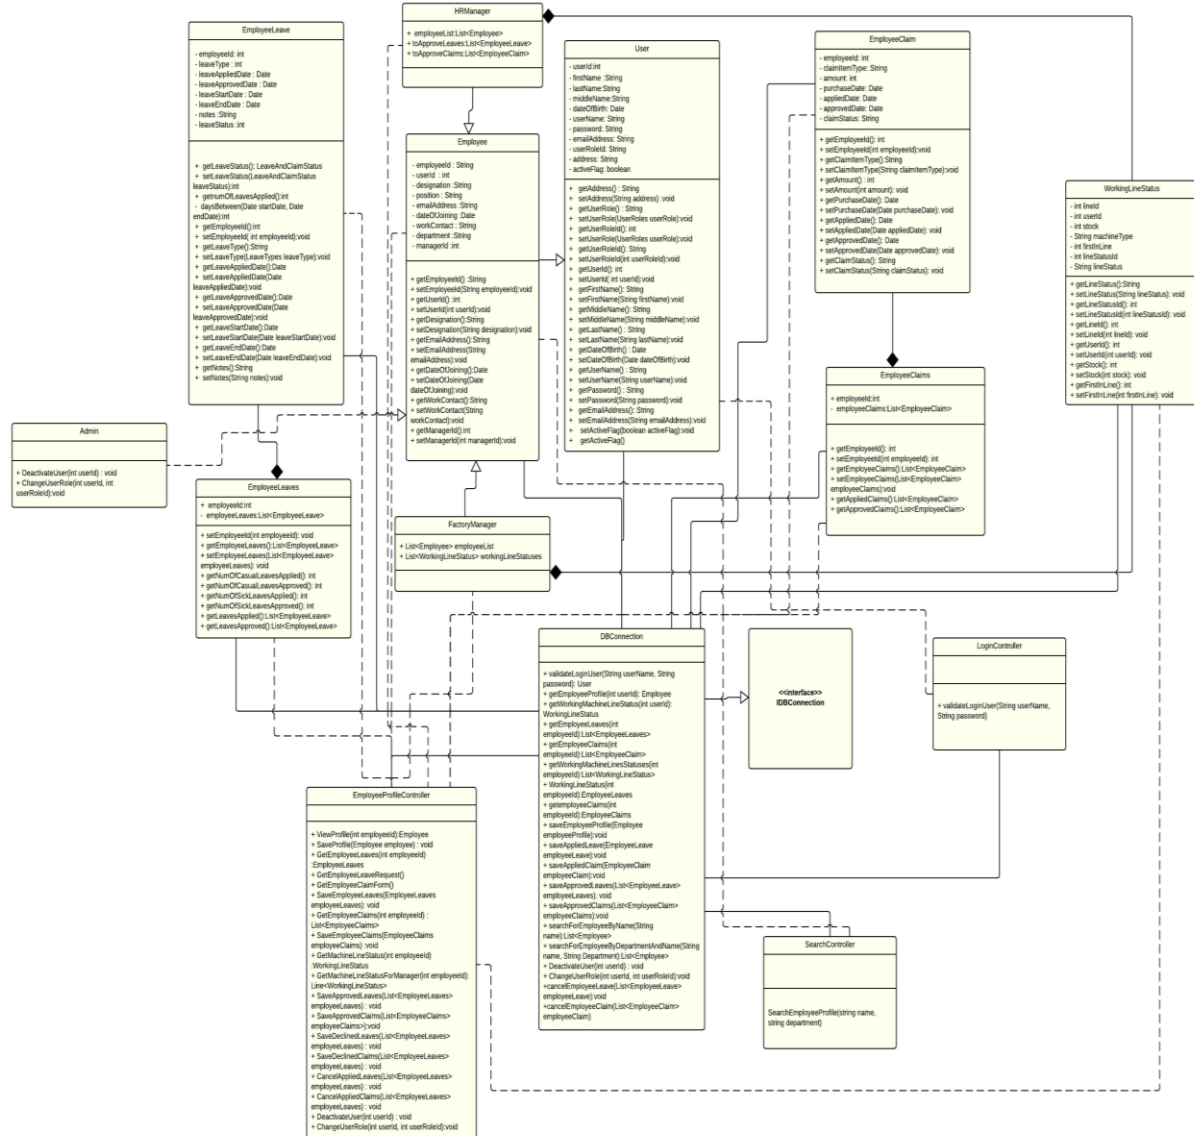 HRManager
+ employeeList:List<Employee>
+ toApproveLeaves:List<EmployeeLeave>
+ toApproveClaims:List<EmployeeClaim>
EmployeeLeave
- employeeId: int
- leaveType : int
- leaveAppliedDate : Date
- leaveApprovedDate : Date
- leaveStartDate : Date
- leaveEndDate : Date
- notes :String
- leaveStatus :int
+ getLeaveStatus(): LeaveAndClaimStatus
+ setLeaveStatus(LeaveAndClaimStatus
leaveStatus):int
+ getnumOfLeavesApplied():int
- daysBetween(Date startDate, Date
endDate):int
+ getEmployeeId():int
+ setEmployeeId( int employeeId):void
+ getLeaveType():String
+ setLeaveType(LeaveTypes leaveType):void
+ getLeaveAppliedDate():Date
+ setLeaveAppliedDate(Date
leaveAppliedDate):void
+ getLeaveApprovedDate():Date
+ setLeaveApprovedDate(Date
leaveApprovedDate):void
+ getLeaveStartDate():Date
+ setLeaveStartDate(Date leaveStartDate):void
+ getLeaveEndDate():Date
+ setLeaveEndDate(Date leaveEndDate):void
+ getNotes():String
+ setNotes(String notes):void
Employee
- employeeId : String
- userId : int
- designation :String
- position : String
- emailAddress :String
- dateOfJoining :Date
- workContact : String
- department : String
- managerId :int
+ getEmployeeId() :String
+ setEmployeeId(String employeeId):void
+ getUserId() :int
+ setUserId(int userId):void
+ getDesignation():String
+ setDesignation(String designation):void
+ getEmailAddress():String
+ setEmailAddress(String
emailAddress):void
+ getDateOfJoining():Date
+ setDateOfJoining(Date
dateOfJoining):void
+ getWorkContact():String
+ setWorkContact(String
workContact):void
+ getManagerId():int
+ setManagerId(int managerId):void
User
- userId:int
- firstName :String
- lastName:String
- middleName:String
- dateOfBirth: Date
- userName: String
- password: String
- emailAddress: String
- userRoleId: String
- address: String
- activeFlag: boolean
+ getAddress() : String
+ setAddress(String address) :void
+ getUserRole() : String
+ setUserRole(UserRoles userRole):void
+ getUserRoleId(): int
+ setUserRole(UserRoles userRole):void
+ getUserRoleId() : String
+ setUserRoleId(int userRoleId):void
+ getUserId(): int
+ setUserId( int userId):void
+ getFirstName() : String
+ setFirstName(String firstName):void
+ getMiddleName(): String
+ setMiddleName(String middleName):void
+ getLastName() : String
+ setLastName(String lastName):void
+ getDateOfBirth() : Date
+ setDateOfBirth(Date dateOfBirth):void
+ getUserName() : String
+ setUserName(String userName):void
+ getPassword() : String
+ setPassword(String password):void
+ getEmailAddress(): String
+ setEmailAddress(String emailAddress):void
+ setActiveFlag(boolean activeFlag):void
+ getActiveFlag()
EmployeeClaim
- employeeId: int
- claimItemType: String
- amount: int
- purchaseDate: Date
- appliedDate: Date
- approvedDate: Date
- claimStatus: String
+ getEmployeeId(): int
+ setEmployeeId(int employeeId):void
+ getClaimItemType():String
+ setClaimItemType(String claimItemType):void
+ getAmount() : int
+ setAmount(int amount): void
+ getPurchaseDate(): Date
+ setPurchaseDate(Date purchaseDate): void
+ getAppliedDate(): Date
+ setAppliedDate(Date appliedDate): void
+ getApprovedDate(): Date
+ setApprovedDate(Date approvedDate): void
+ getClaimStatus(): String
+ setClaimStatus(String claimStatus): void
WorkingLineStatus
- int lineId
- int userId
- int stock
- String machineType
- int firstInLine
- int lineStatusId
- String lineStatus
+ getLineStatus():String
+ setLineStatus(String lineStatus): void
+ getLineStatusId(): int
+ setLineStatusId(int lineStatusId): void
+ getLineId(): int
+ setLineId(int lineId): void
+ getUserId(): int
+ setUserId(int userId): void
+ getStock(): int
+ setStock(int stock): void
+ getFirstInLine(): int
+ setFirstInLine(int firstInLine): void
EmployeeClaims
+ employeeId:int
- employeeClaims:List<EmployeeClaim>
+ getEmployeeId(): int
+ setEmployeeId(int employeeId): int
+ getEmployeeClaims():List<EmployeeClaim>
+ setEmployeeClaims(List<EmployeeClaim>
employeeClaims):void
+ getAppliedClaims():List<EmployeeClaim>
+ getApprovedClaims():List<EmployeeClaim>
Admin
+ DeactivateUser(int userId) : void
+ ChangeUserRole(int userId, int
userRoleId):void
EmployeeLeaves
+ employeeId:int
- employeeLeaves:List<EmployeeLeave>
+ setEmployeeId(int employeeId): void
+ getEmployeeLeaves():List<EmployeeLeave>
+ setEmployeeLeaves(List<EmployeeLeave>
employeeLeaves): void
+ getNumOfCasualLeavesApplied(): int
+ getNumOfCasualLeavesApproved(): int
+ getNumOfSickLeavesApplied(): int
+ getNumOfSickLeavesApproved(): int
+ getLeavesApplied():List<EmployeeLeave>
+ getLeavesApproved():List<EmployeeLeave>
FactoryManager
+ List<Employee> employeeList
+ List<WorkingLineStatus> workingLineStatuses
DBConnection
+ validateLoginUser(String userName, String
password): User
+ getEmployeeProfile(int userId): Employee
+ getWorkingMachineLineStatus(int userId):
WorkingLineStatus
+ getEmployeeLeaves(int
employeeId):List<EmployeeLeaves>
+ getEmployeeClaims(int
employeeId):List<EmployeeClaim>
+ getWorkingMachineLinesStatuses(int
employeeId):List<WorkingLineStatus>
+ WorkingLineStatus(int
employeeId):EmployeeLeaves
+ getemployeeClaims(int
employeeId):EmployeeClaims
+ saveEmployeeProfile(Employee
employeeProfile):void
+ saveAppliedLeave(EmployeeLeave
employeeLeave):void
+ saveAppliedClaim(EmployeeClaim
employeeClaim):void
+ saveApprovedLeaves(List<EmployeeLeave>
employeeLeaves): void
+ saveApprovedClaims(List<EmployeeClaim>
employeeClaims):void
+ searchForEmployeeByName(String
name):List<Employee>
+ searchForEmployeeByDepartmentAndName(String
name, String Department):List<Employee>
+ DeactivateUser(int userId) : void
+ ChangeUserRole(int userId, int userRoleId):void
+cancelEmployeeLeave(List<EmployeeLeave>
employeeLeave):void
+cancelEmployeeClaim(List<EmployeeClaim>
employeeClaim)
<<interface>>
IDBConnection
LoginController
+ validateLoginUser(String userName,
String password)
SearchController
SearchEmployeeProfile(string name,
string department)
EmployeeProfileController
+ ViewProfile(int employeeId):Employee
+ SaveProfile(Employee employee) : void
+ GetEmployeeLeaves(int employeeId)
:EmployeeLeaves
+ GetEmployeeLeaveRequest()
+ GetEmployeeClaimForm()
+ SaveEmployeeLeaves(EmployeeLeaves
employeeLeaves): void
+ GetEmployeeClaims(int employeeId) :
List<EmployeeClaims>
+ SaveEmployeeClaims(EmployeeClaims
employeeClaims) :void
+ GetMachineLineStatus(int employeeId)
:WorkingLineStatus
+ GetMachineLineStatusForManager(int employeeId):
Line<WorkingLineStatus>
+ SaveApprovedLeaves(List<EmployeeLeaves>
employeeLeaves) : void
+ SaveApprovedClaims(List<EmployeeClaims>
employeeClaims>):void
+ SaveDeclinedLeaves(List<EmployeeLeaves>
employeeLeaves) : void
+ SaveDeclinedClaims(List<EmployeeLeaves>
employeeLeaves) : void
+ CancelAppliedLeaves(List<EmployeeLeaves>
employeeLeaves) : void
+ CancelAppliedClaims(List<EmployeeLeaves>
employeeLeaves) : void
+ DeactivateUser(int userId) : void
+ ChangeUserRole(int userId, int userRoleId):void